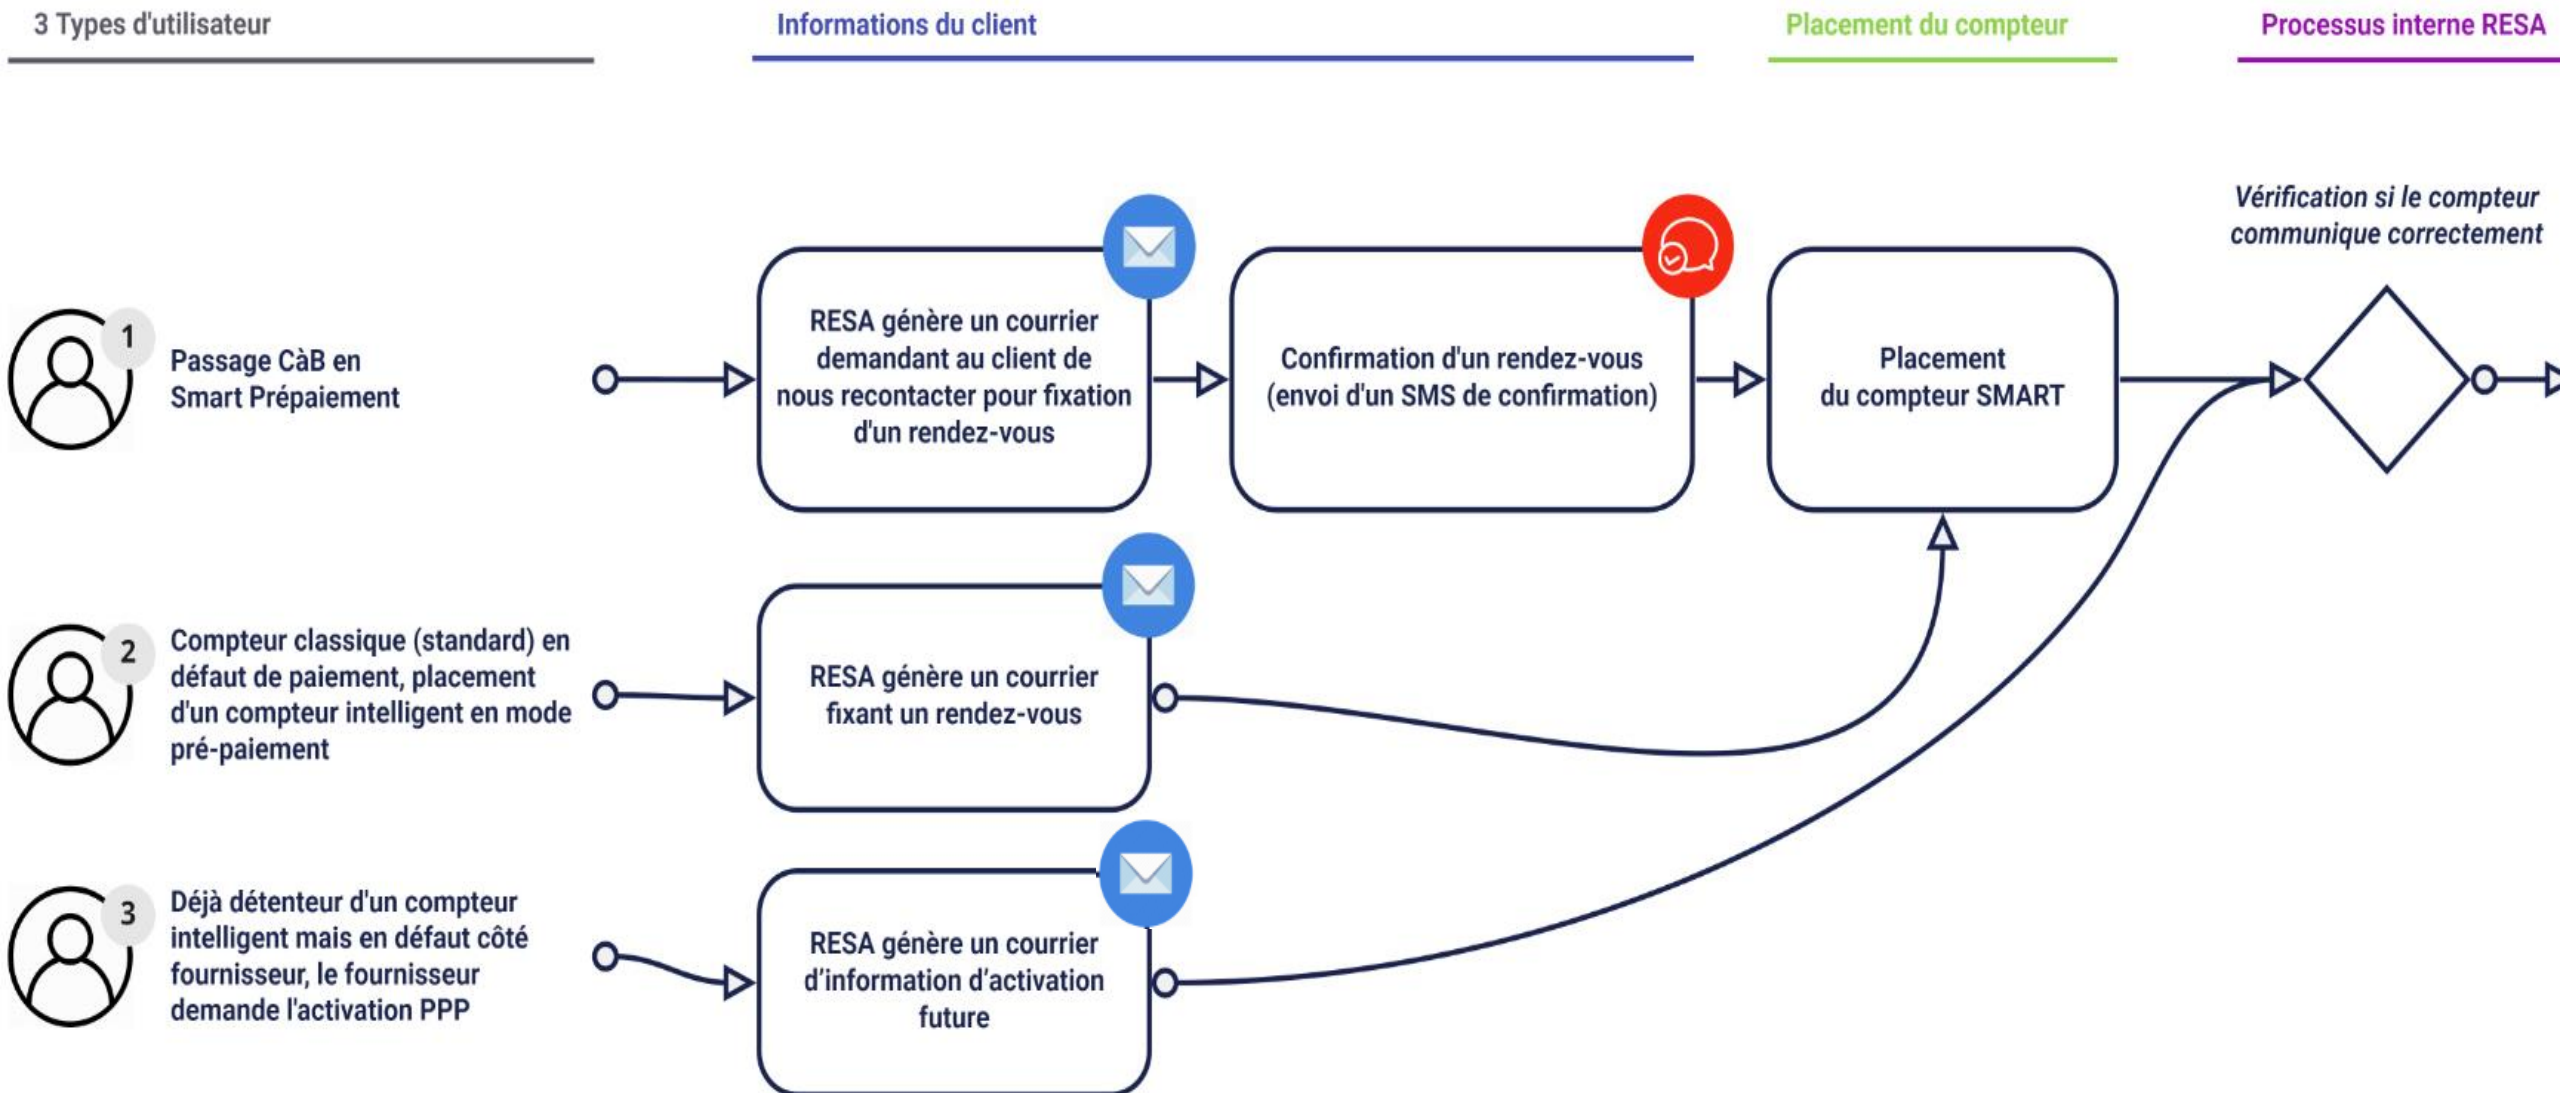 3 Types d'utilisateur
Informations du client
Placement du compteur
Processus interne RESA
Vérification si le compteur
communique correctement
1
Passage CàB en
Smart Prépaiement
RESA génère un courrier
demandant au client de
nous recontacter pour fixation
d'un rendez-vous
Confirmation d'un rendez-vous
(envoi d'un SMS de confirmation)
Placement
du compteur SMART
2
Compteur classique (standard) en
défaut de paiement, placement
d'un compteur intelligent en mode
pré-paiement
RESA génère un courrier
fixant un rendez-vous
3
Déjà détenteur d'un compteur
intelligent mais en défaut côté
fournisseur, le fournisseur
demande l'activation PPP
RESA génère un courrier
d'information d'activation
future